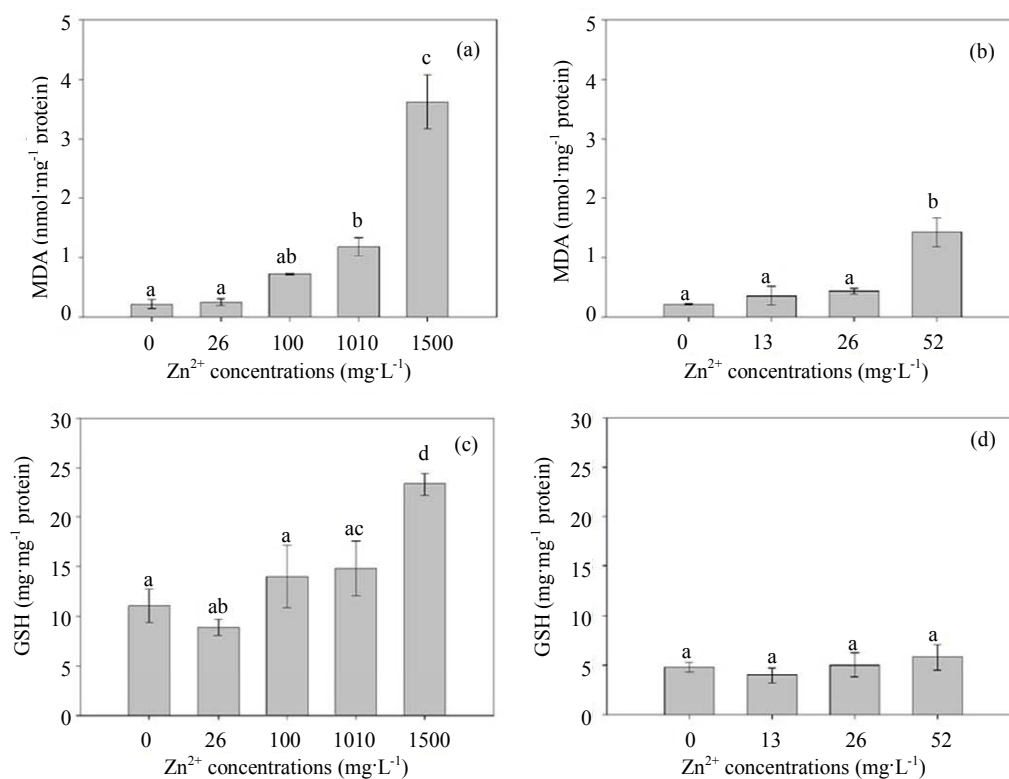 (a)
MDA (nmol·mg⁻¹ protein)
5
4
3
2
1
0
a
a
ab
b
c
0 26 100 1010 1500
Zn²⁺ concentrations (mg·L⁻¹)
(b)
MDA (nmol·mg⁻¹ protein)
5
4
3
2
1
0
a
a
a
b
0 13 26 52
Zn²⁺ concentrations (mg·L⁻¹)
(c)
GSH (mg·mg⁻¹ protein)
30
25
20
15
10
5
0
a
ab
a
ac
d
0 26 100 1010 1500
Zn²⁺ concentrations (mg·L⁻¹)
(d)
GSH (mg·mg⁻¹ protein)
30
25
20
15
10
5
0
a
a
a
a
0 13 26 52
Zn²⁺ concentrations (mg·L⁻¹)